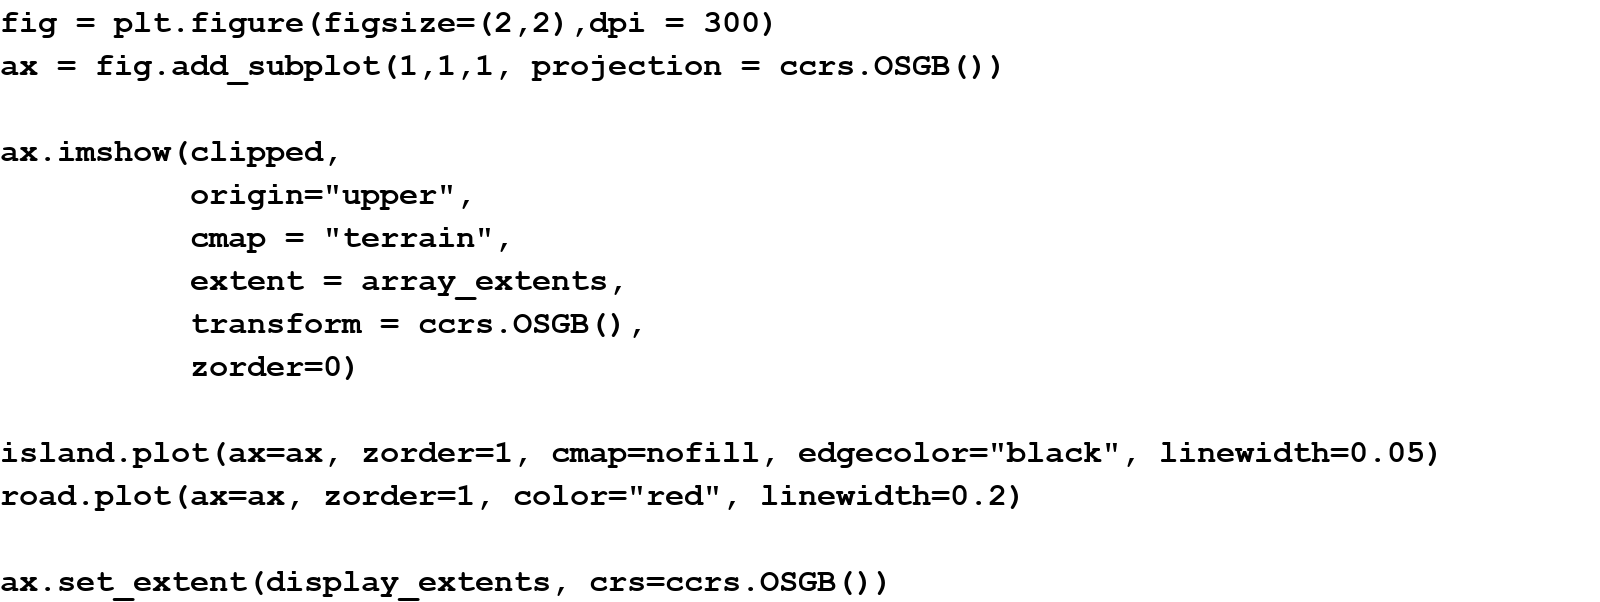 fig = plt.figure(figsize=(2,2),dpi = 300)
ax = fig.add_subplot(1,1,1, projection = ccrs.OSGB())

ax.imshow(clipped,
          origin="upper",
          cmap = "terrain",
          extent = array_extents,
          transform = ccrs.OSGB(),
          zorder=0)

island.plot(ax=ax, zorder=1, cmap=nofill, edgecolor="black", linewidth=0.05)
road.plot(ax=ax, zorder=1, color="red", linewidth=0.2)

ax.set_extent(display_extents, crs=ccrs.OSGB())